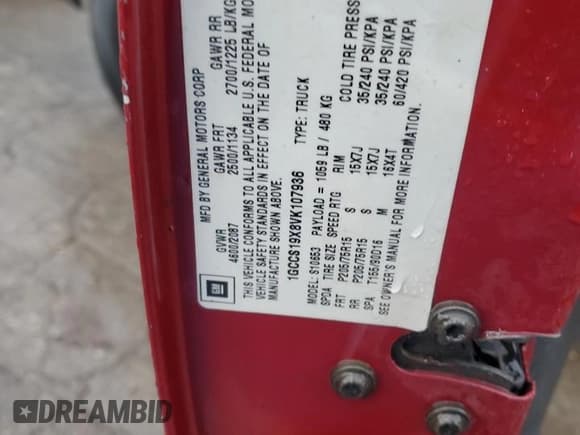 MFD BY GENERAL MOTORS CORP
GVWR GAWR FRT GAWR RR
4600/2087 2500/1134 2700/1225 LB/KG
THIS VEHICLE CONFORMS TO ALL APPLICABLE U.S. FEDERAL MO
VEHICLE SAFETY STANDARDS IN EFFECT ON THE DATE OF
MANUFACTURE SHOWN ABOVE.
1GCCS19X8VK107936 TYPE: TRUCK
MODEL: S10653 PAYLOAD = 1059 LB / 480 KG
SPDA TIRE SIZE SPEED RTG RIM COLD TIRE PRESS
FRT P205/75R15 S 15X7J 35/240 PSI/KPA
RR P205/75R15 S 15X7J 35/240 PSI/KPA
SPA T155/90D16 M 16X4T 60/420 PSI/KPA
SEE OWNER'S MANUAL FOR MORE INFORMATION.
GM
DREAMBID